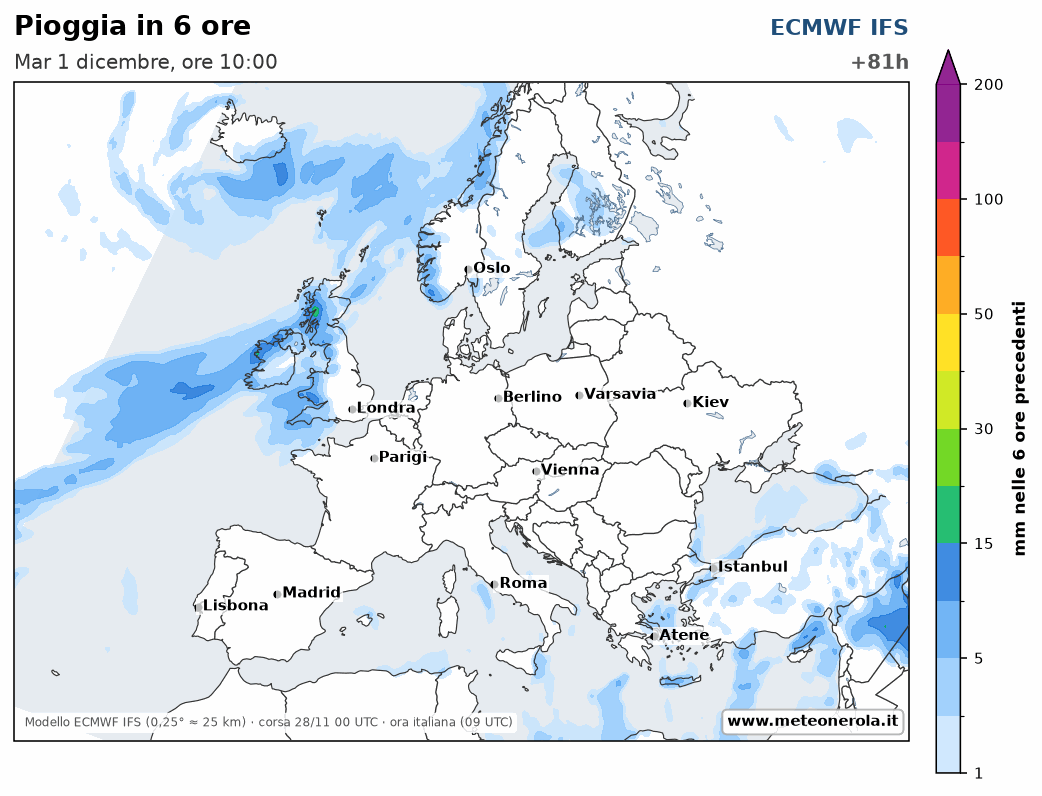 Pioggia in 6 ore
ECMWF IFS
Mar 1 dicembre, ore 10:00
+81h
Oslo
Berlino
Varsavia
Kiev
Londra
Parigi
Vienna
Istanbul
Madrid
Roma
Lisbona
Atene
Modello ECMWF IFS (0,25° ≈ 25 km) · corsa 28/11 00 UTC · ora italiana (09 UTC)
www.meteonerola.it
200
100
50
30
15
5
1
mm nelle 6 ore precedenti